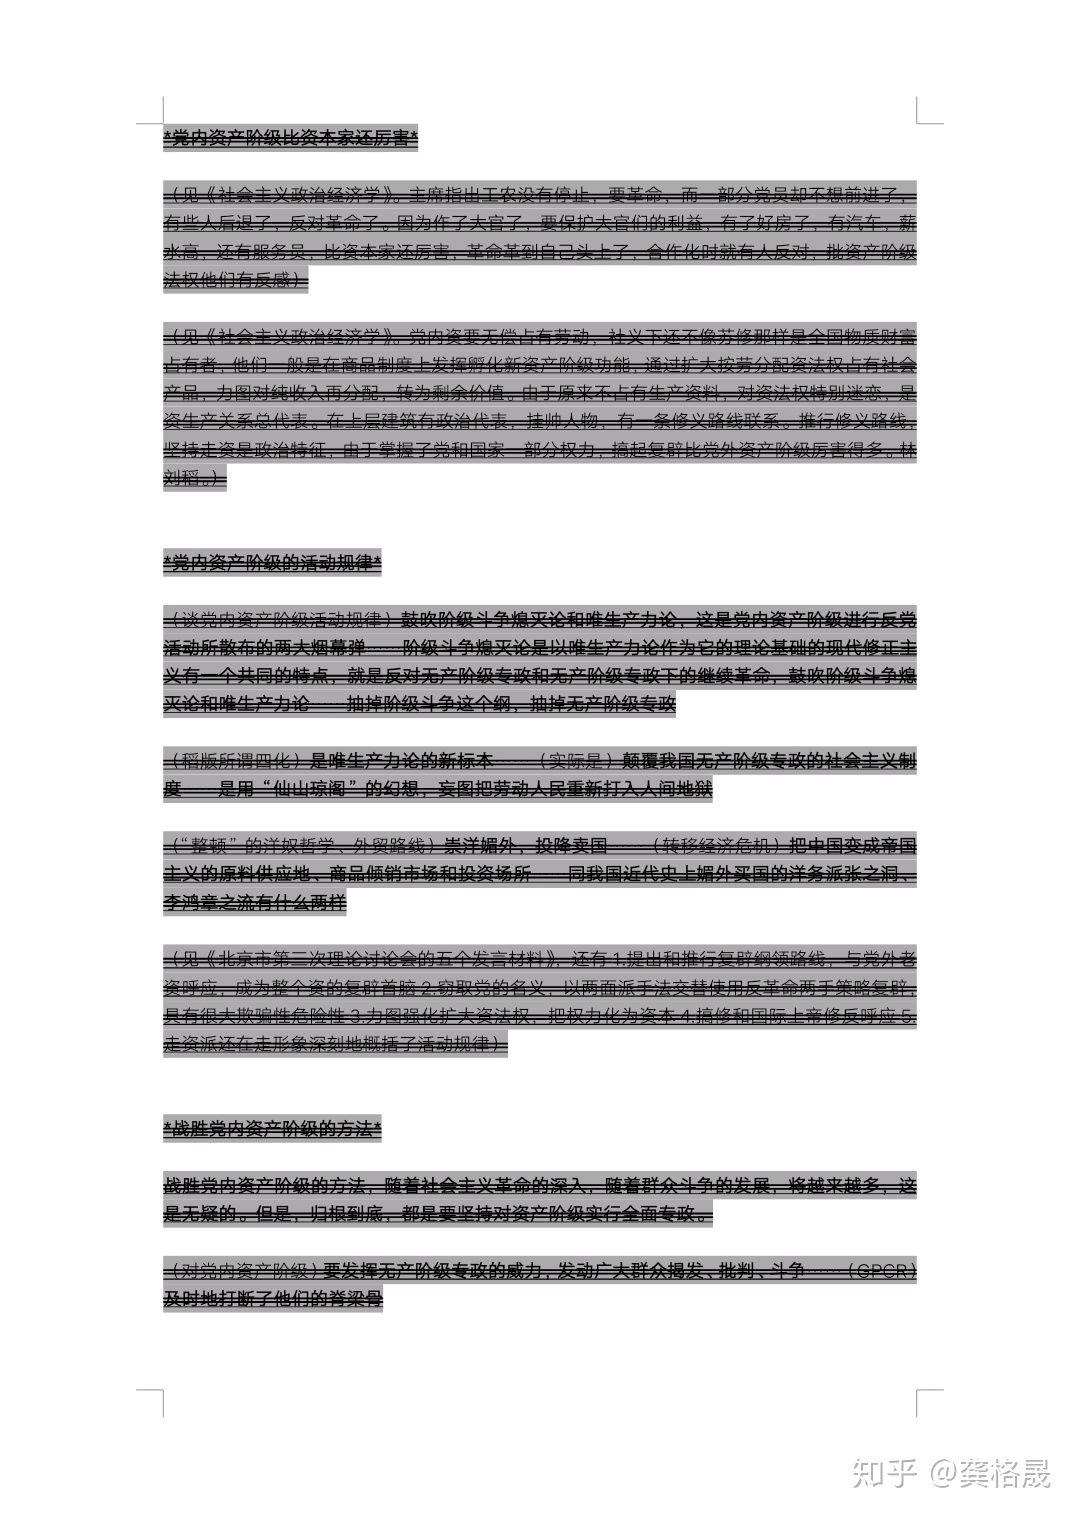 *党内资产阶级比资本家还厉害*
（见《社会主义政治经济学》。主席指出工农没有停止，要革命，而一部分党员却不想前进了，
有些人后退了，反对革命了。因为作了大官了，要保护大官们的利益，有了好房子，有汽车，薪
水高，还有服务员，比资本家还厉害，革命革到自己头上了，合作化时就有人反对，批资产阶级
法权他们有反感）
（见《社会主义政治经济学》。党内资要无偿占有劳动，社义下还不像苏修那样是全国物质财富
占有者，他们一般是在商品制度上发挥孵化新资产阶级功能，通过扩大按劳分配资法权占有社会
产品，力图对纯收入再分配，转为剩余价值。由于原来不占有生产资料，对资法权特别迷恋，是
资生产关系总代表。在上层建筑有政治代表，挂帅人物，有一条修义路线联系。推行修义路线，
坚持走资是政治特征，由于掌握了党和国家一部分权力，搞起复辟比党外资产阶级厉害得多。林
刘稻。）
*党内资产阶级的活动规律*
（谈党内资产阶级活动规律）鼓吹阶级斗争熄灭论和唯生产力论，这是党内资产阶级进行反党
活动所散布的两大烟幕弹……阶级斗争熄灭论是以唯生产力论作为它的理论基础的现代修正主
义有一个共同的特点，就是反对无产阶级专政和无产阶级专政下的继续革命，鼓吹阶级斗争熄
灭论和唯生产力论……抽掉阶级斗争这个纲，抽掉无产阶级专政
（稻版所谓四化）是唯生产力论的新标本……（实际是）颠覆我国无产阶级专政的社会主义制
度……是用“仙山琼阁”的幻想，妄图把劳动人民重新打入人间地狱
（“整顿”的洋奴哲学、外贸路线）崇洋媚外，投降卖国……（转移经济危机）把中国变成帝国
主义的原料供应地、商品倾销市场和投资场所……同我国近代史上媚外买国的洋务派张之洞、
李鸿章之流有什么两样
（见《北京市第三次理论讨论会的五个发言材料》，还有 1.提出和推行复辟纲领路线，与党外老
资呼应，成为整个资的复辟首脑 2.窃取党的名义，以两面派手法交替使用反革命两手策略复辟，
具有很大欺骗性危险性 3.力图强化扩大资法权，把权力化为资本 4.搞修和国际上帝修反呼应 5.
走资派还在走形象深刻地概括了活动规律）
*战胜党内资产阶级的方法*
战胜党内资产阶级的方法，随着社会主义革命的深入，随着群众斗争的发展，将越来越多，这
是无疑的。但是，归根到底，都是要坚持对资产阶级实行全面专政。
（对党内资产阶级）要发挥无产阶级专政的威力，发动广大群众揭发、批判、斗争……（GPCR）
及时地打断了他们的脊梁骨
知乎 @龚格晟